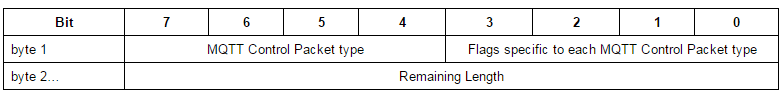 Bit 7 6 5 4 3 2 1 0
byte 1 MQTT Control Packet type Flags specific to each MQTT Control Packet type
byte 2... Remaining Length